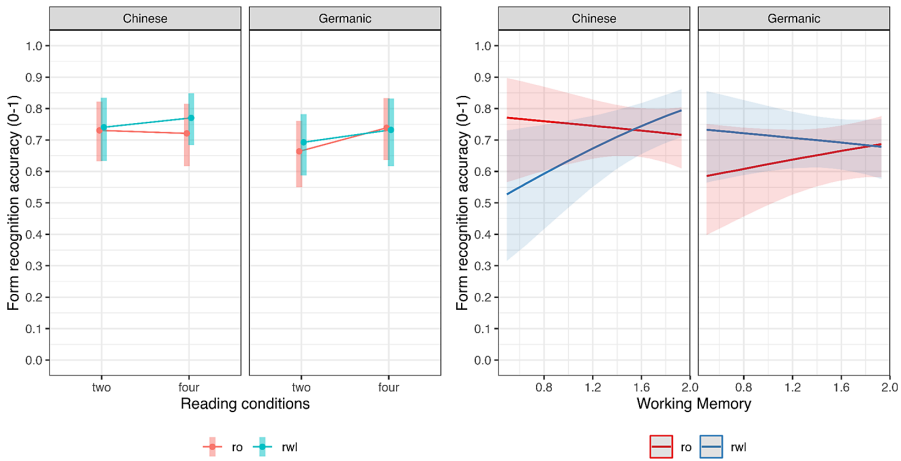 Chinese
Germanic
Form recognition accuracy (0-1)
1.0
0.9
0.8
0.7
0.6
0.5
0.4
0.3
0.2
0.1
0.0
two
four
two
four
Reading conditions
ro
rwl
Chinese
Germanic
Form recognition accuracy (0-1)
1.0
0.9
0.8
0.7
0.6
0.5
0.4
0.3
0.2
0.1
0.0
0.8
1.2
1.6
2.0
0.8
1.2
1.6
2.0
Working Memory
ro
rwl